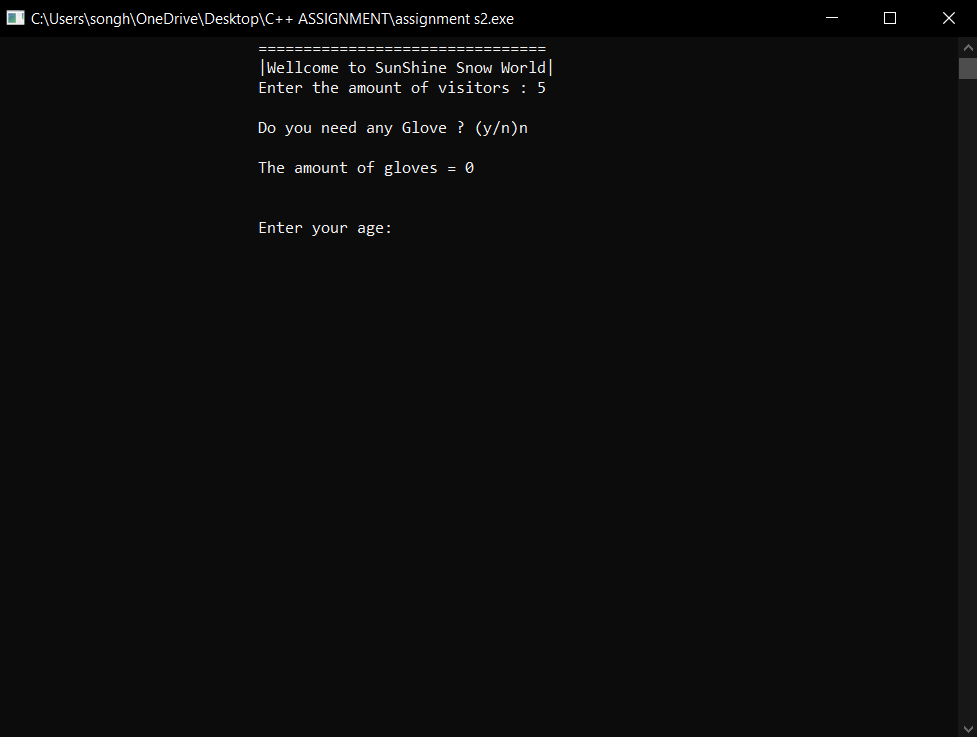 C:\Users\songh\OneDrive\Desktop\C++ ASSIGNMENT\assignment s2.exe
================================
|Wellcome to SunShine Snow World|
Enter the amount of visitors : 5
Do you need any Glove ? (y/n)n
The amount of gloves = 0
Enter your age: